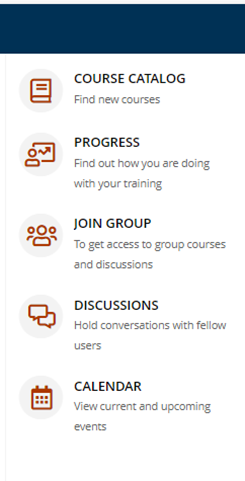 COURSE CATALOG
Find new courses
PROGRESS
Find out how you are doing
with your training
JOIN GROUP
To get access to group courses
and discussions
DISCUSSIONS
Hold conversations with fellow
users
CALENDAR
View current and upcoming
events